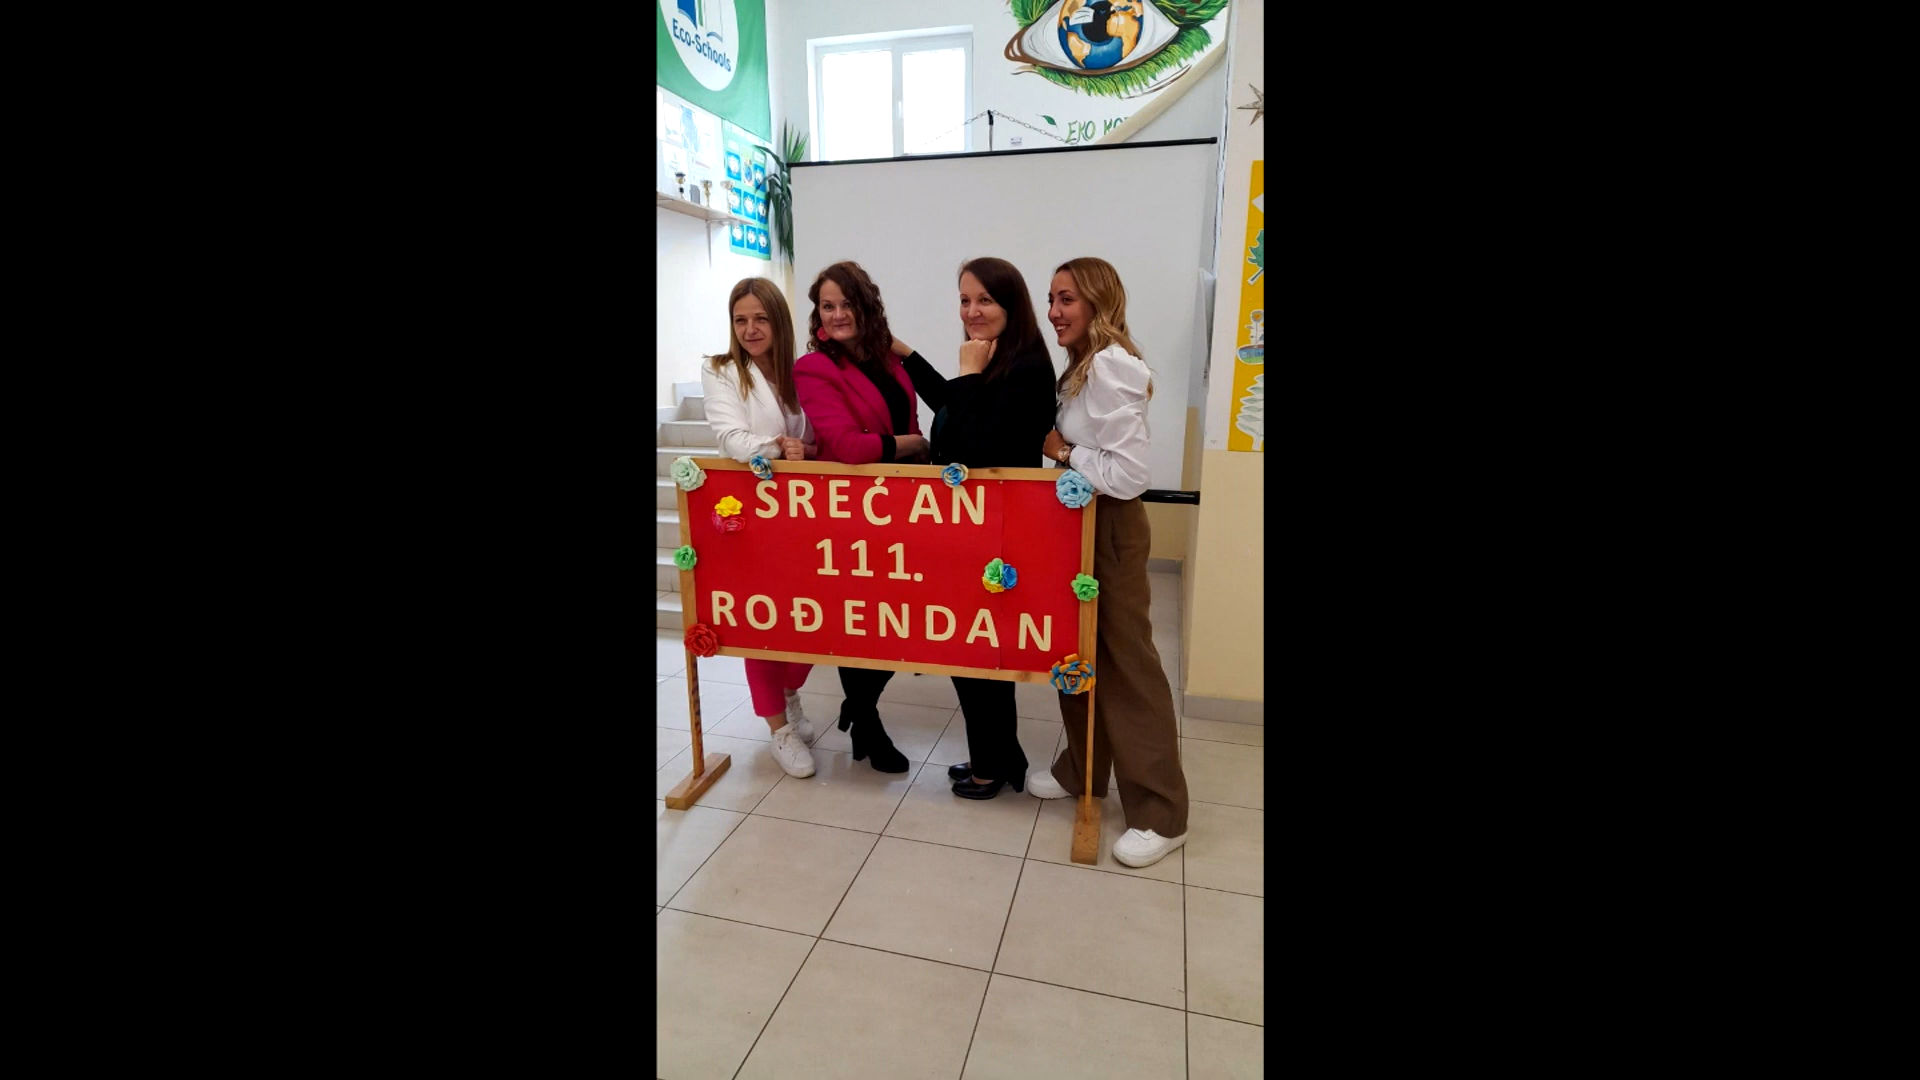 Eco-Schools
EKO
SREĆAN
111.
ROĐENDAN